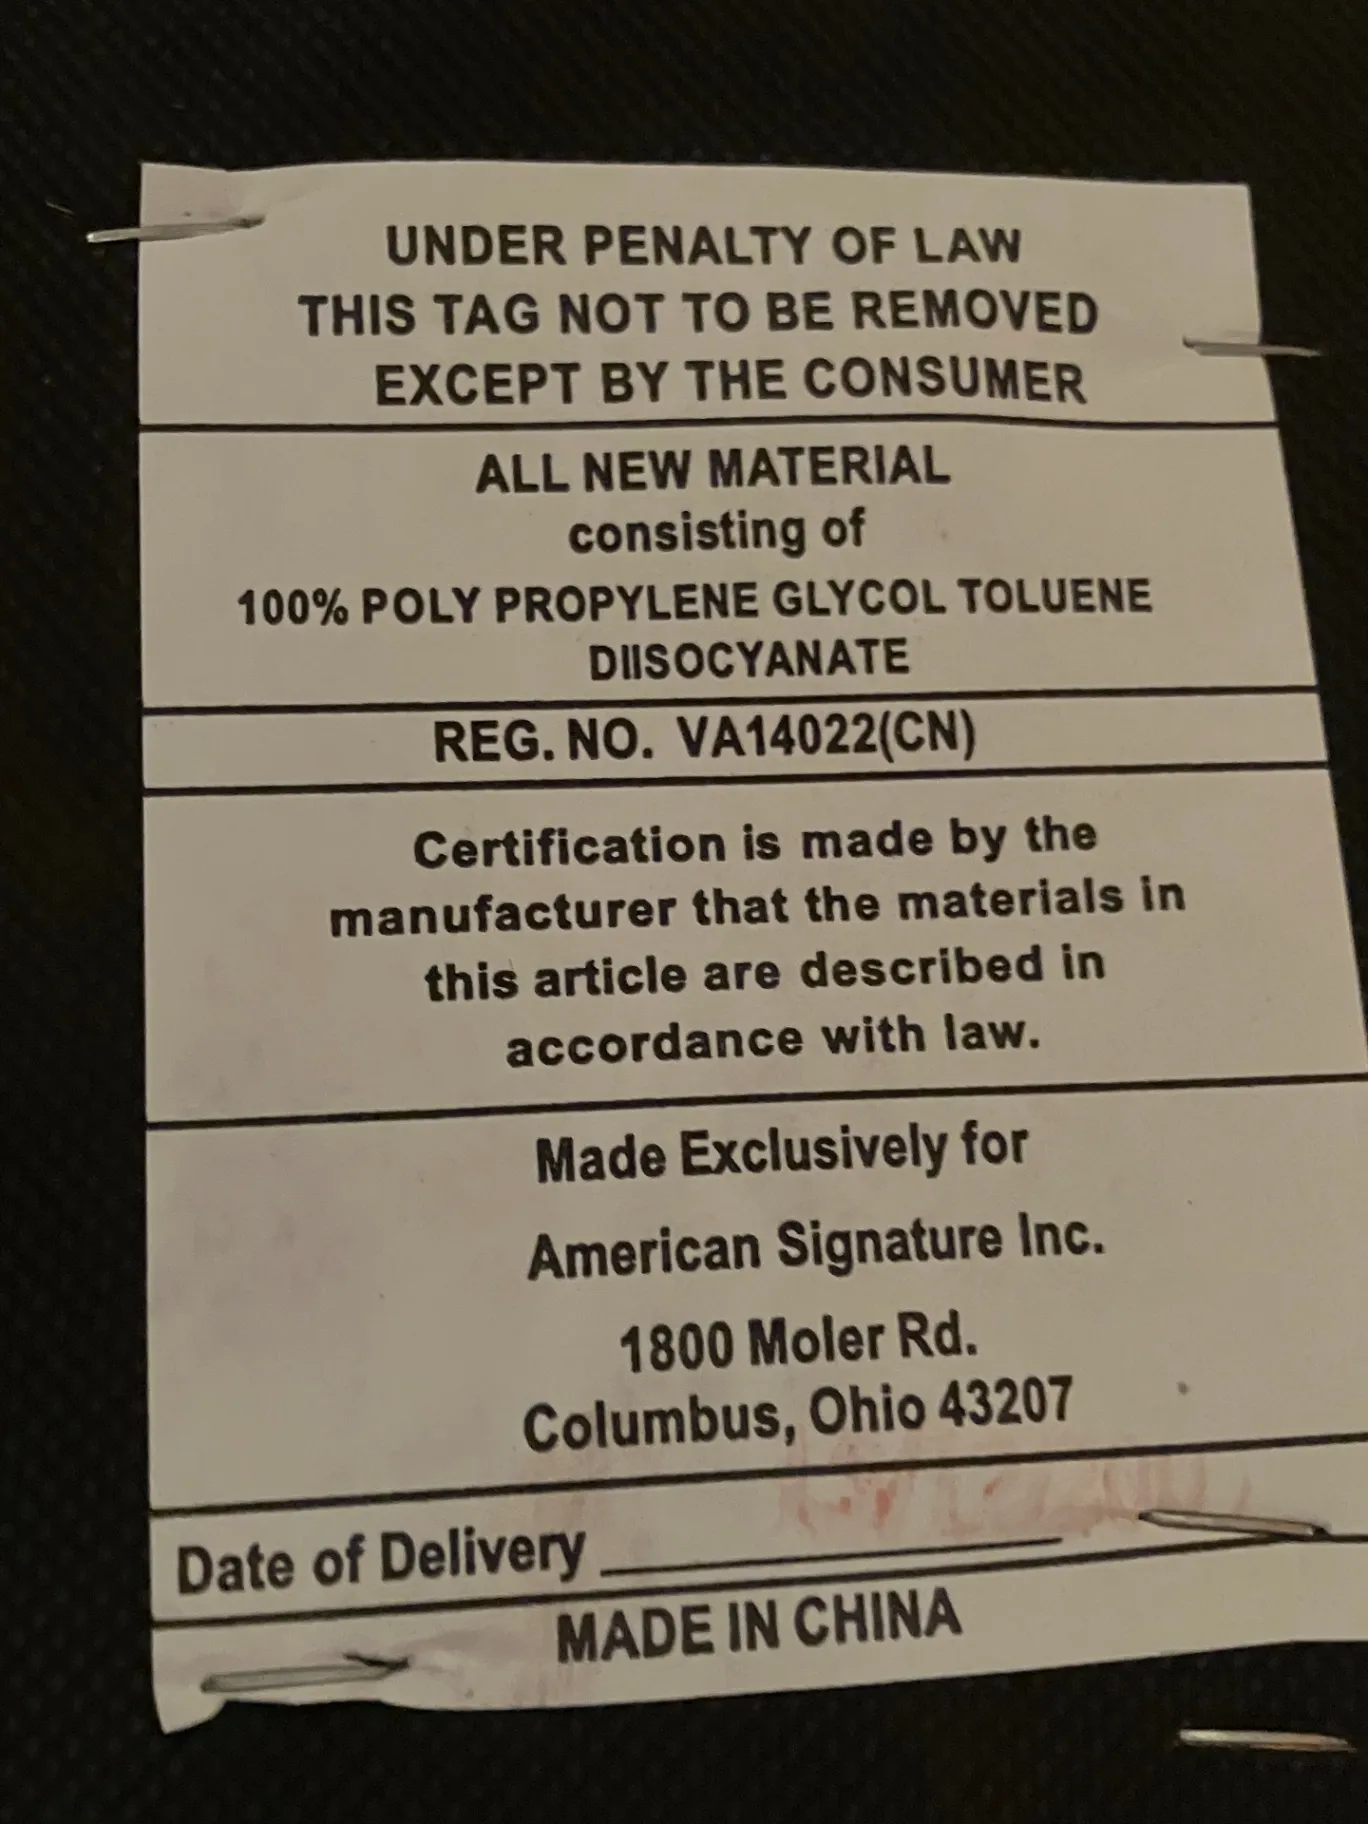 UNDER PENALTY OF LAW
THIS TAG NOT TO BE REMOVED
EXCEPT BY THE CONSUMER
ALL NEW MATERIAL
consisting of
100% POLY PROPYLENE GLYCOL TOLUENE
DIISOCYANATE
REG. NO. VA14022(CN)
Certification is made by the
manufacturer that the materials in
this article are described in
accordance with law.
Made Exclusively for
American Signature Inc.
1800 Moler Rd.
Columbus, Ohio 43207
Date of Delivery
MADE IN CHINA